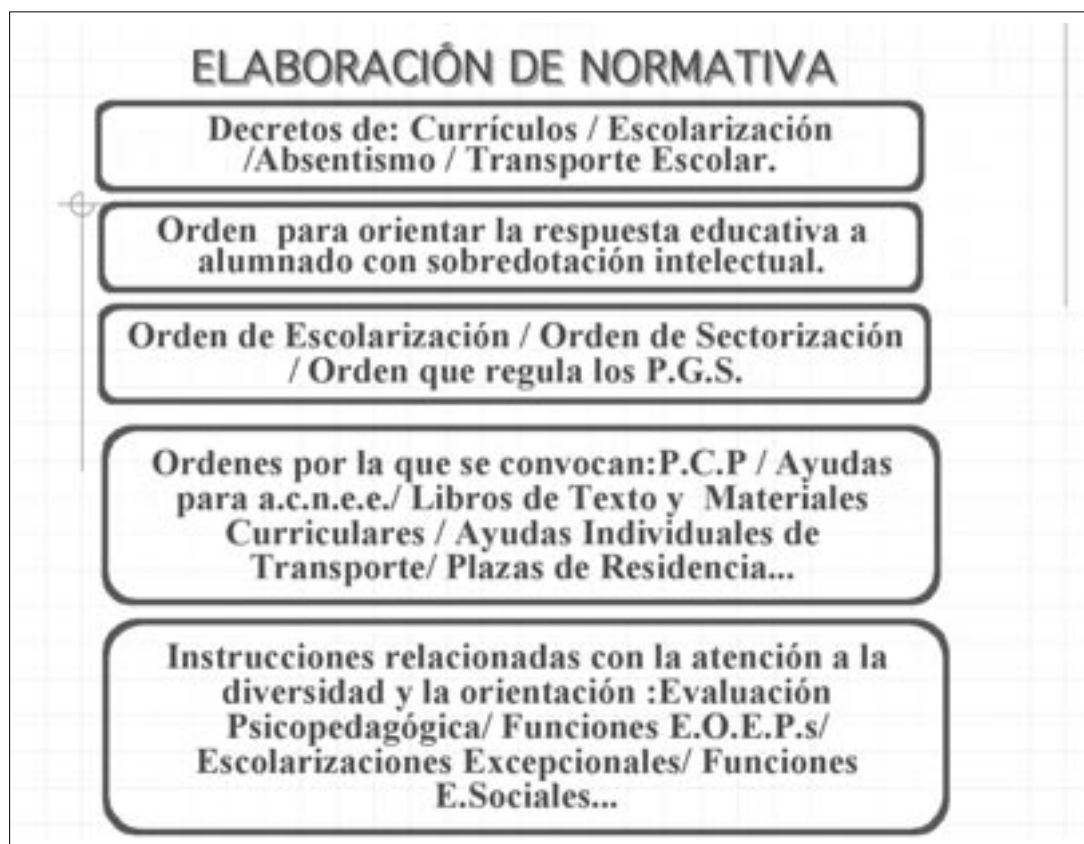 ELABORACIÓN DE NORMATIVA
Decretos de: Currículos / Escolarización
/Absentismo / Transporte Escolar.
Orden para orientar la respuesta educativa a
alumnado con sobredotación intelectual.
Orden de Escolarización / Orden de Sectorización
/ Orden que regula los P.G.S.
Ordenes por la que se convocan:P.C.P / Ayudas
para a.c.n.e.e./ Libros de Texto y Materiales
Curriculares / Ayudas Individuales de
Transporte/ Plazas de Residencia...
Instrucciones relacionadas con la atención a la
diversidad y la orientación :Evaluación
Psicopedagógica/ Funciones E.O.E.P.s/
Escolarizaciones Excepcionales/ Funciones
E.Sociales...